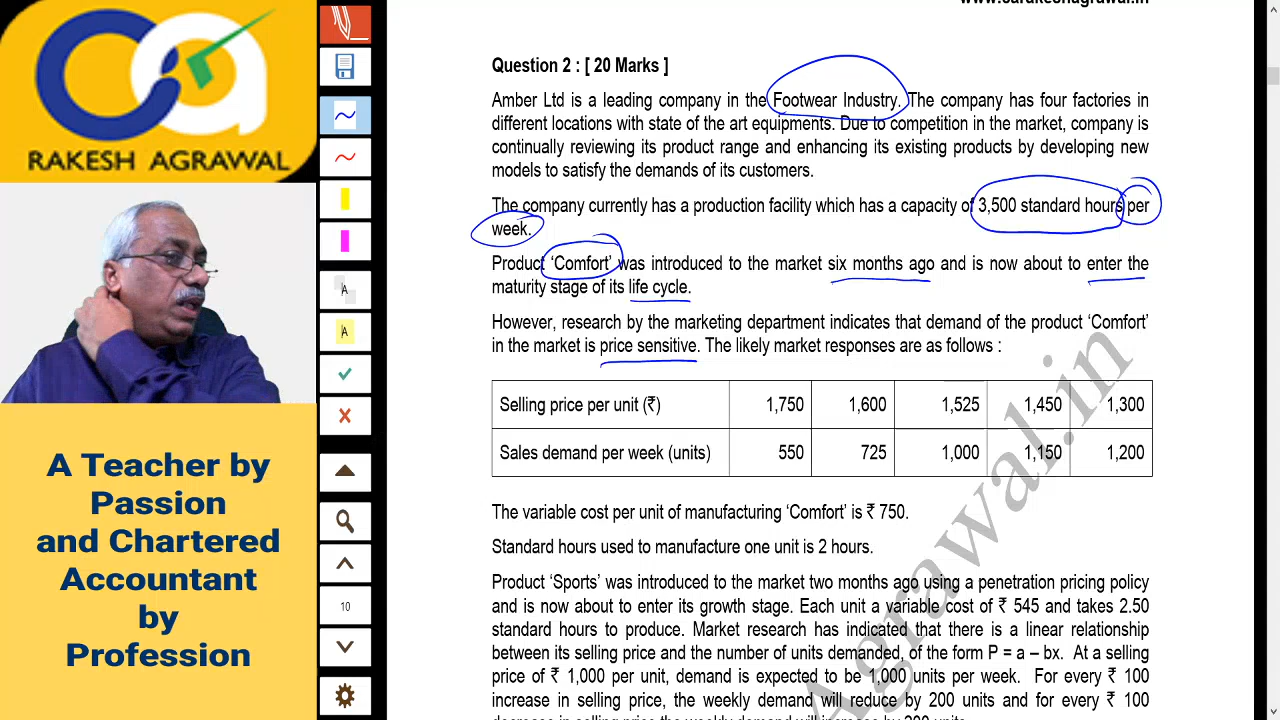 www.carakeshagrawal.in
ca
RAKESH AGRAWAL
A Teacher by
Passion
and Chartered
Accountant
by
Profession
A
A
10
Question 2 : [ 20 Marks ]
Amber Ltd is a leading company in the Footwear Industry. The company has four factories in
different locations with state of the art equipments. Due to competition in the market, company is
continually reviewing its product range and enhancing its existing products by developing new
models to satisfy the demands of its customers.
The company currently has a production facility which has a capacity of 3,500 standard hours per
week.
Product ‘Comfort’ was introduced to the market six months ago and is now about to enter the
maturity stage of its life cycle.
However, research by the marketing department indicates that demand of the product ‘Comfort’
in the market is price sensitive. The likely market responses are as follows :
Selling price per unit (₹) 1,750 1,600 1,525 1,450 1,300
Sales demand per week (units) 550 725 1,000 1,150 1,200
The variable cost per unit of manufacturing ‘Comfort’ is ₹ 750.
Standard hours used to manufacture one unit is 2 hours.
Product ‘Sports’ was introduced to the market two months ago using a penetration pricing policy
and is now about to enter its growth stage. Each unit a variable cost of ₹ 545 and takes 2.50
standard hours to produce. Market research has indicated that there is a linear relationship
between its selling price and the number of units demanded, of the form P = a – bx. At a selling
price of ₹ 1,000 per unit, demand is expected to be 1,000 units per week. For every ₹ 100
increase in selling price, the weekly demand will reduce by 200 units and for every ₹ 100
decrease in selling price the weekly demand will increase by 200 units.
Agrawal.in